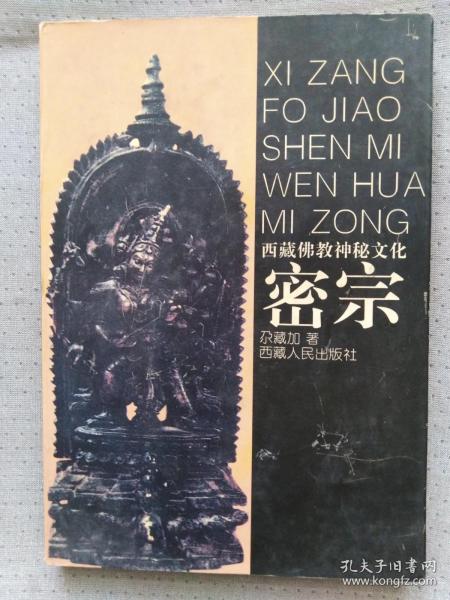 XI ZANG
FO JIAO
SHEN MI
WEN HUA
MI ZONG
西藏佛教神秘文化
密宗
尕藏加 著
西藏人民出版社
孔夫子旧书网
www.kongfz.com